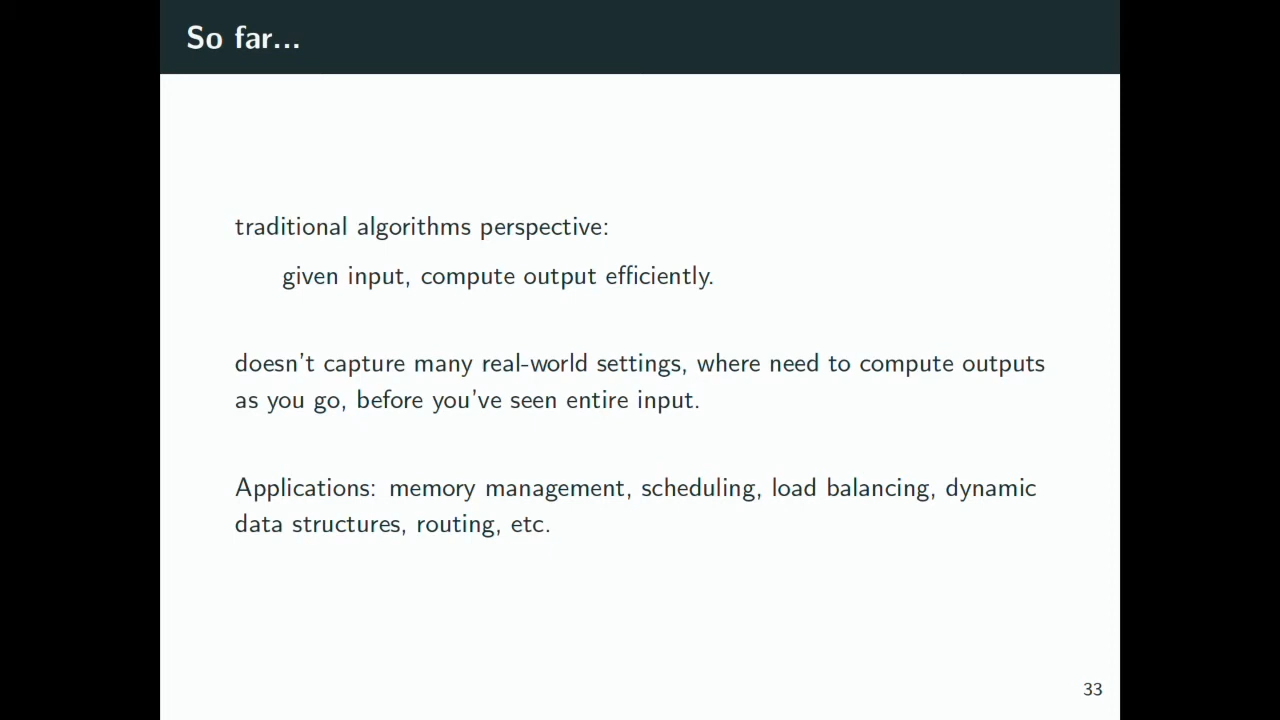 So far...
traditional algorithms perspective:
given input, compute output efficiently.
doesn't capture many real-world settings, where need to compute outputs
as you go, before you've seen entire input.
Applications: memory management, scheduling, load balancing, dynamic
data structures, routing, etc.
33